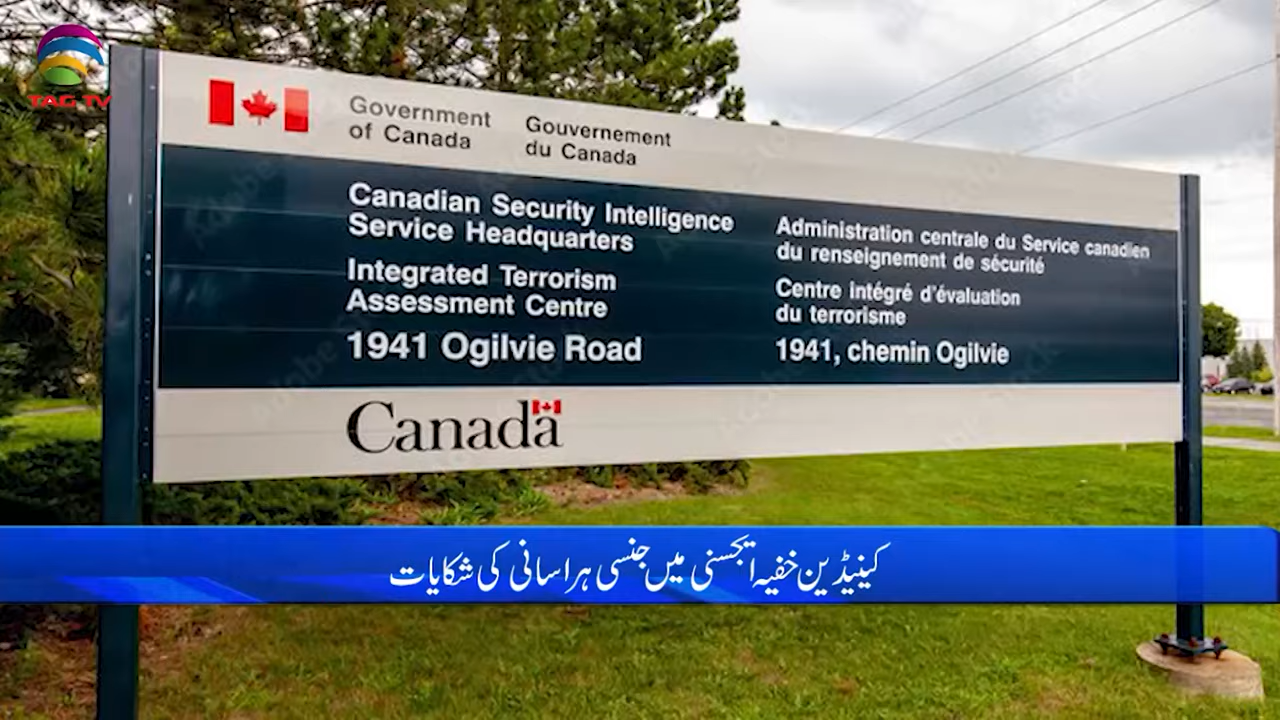 TAG TV
Government
of Canada
Gouvernement
du Canada
Canadian Security Intelligence
Service Headquarters
Integrated Terrorism
Assessment Centre
1941 Ogilvie Road
Administration centrale du Service canadien
du renseignement de sécurité
Centre intégré d'évaluation
du terrorisme
1941, chemin Ogilvie
Canada
کینیڈین خفیہ ایجسنی میں جنسی ہراسانی کی شکایات